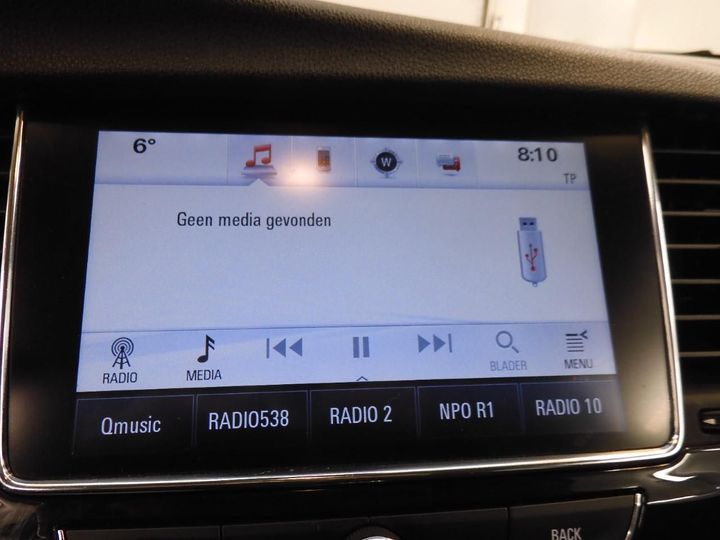 6°
W
8:10
TP
Geen media gevonden
RADIO
MEDIA
BLADER
MENU
Qmusic
RADIO538
RADIO 2
NPO R1
RADIO 10
BACK